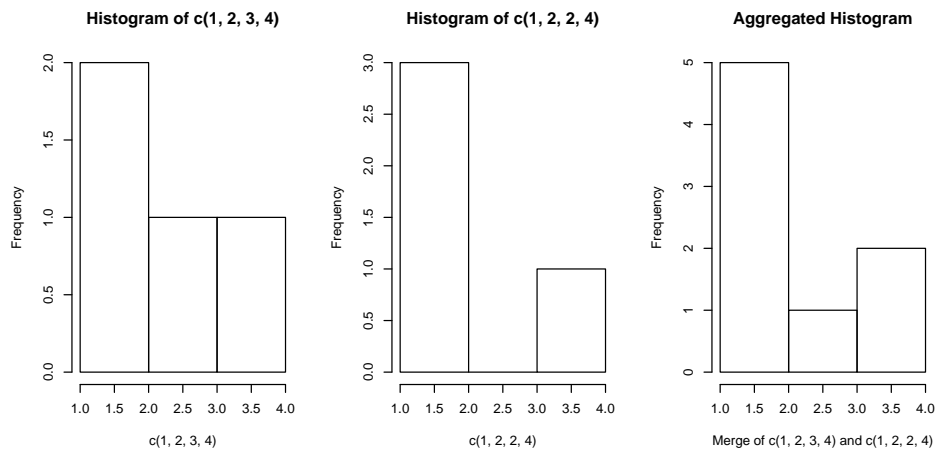 Histogram of c(1, 2, 3, 4)
Frequency
2.0
1.5
1.0
0.5
0.0
1.0 1.5 2.0 2.5 3.0 3.5 4.0
c(1, 2, 3, 4)
Histogram of c(1, 2, 2, 4)
Frequency
3.0
2.5
2.0
1.5
1.0
0.5
0.0
1.0 1.5 2.0 2.5 3.0 3.5 4.0
c(1, 2, 2, 4)
Aggregated Histogram
Frequency
5
4
3
2
1
0
1.0 1.5 2.0 2.5 3.0 3.5 4.0
Merge of c(1, 2, 3, 4) and c(1, 2, 2, 4)